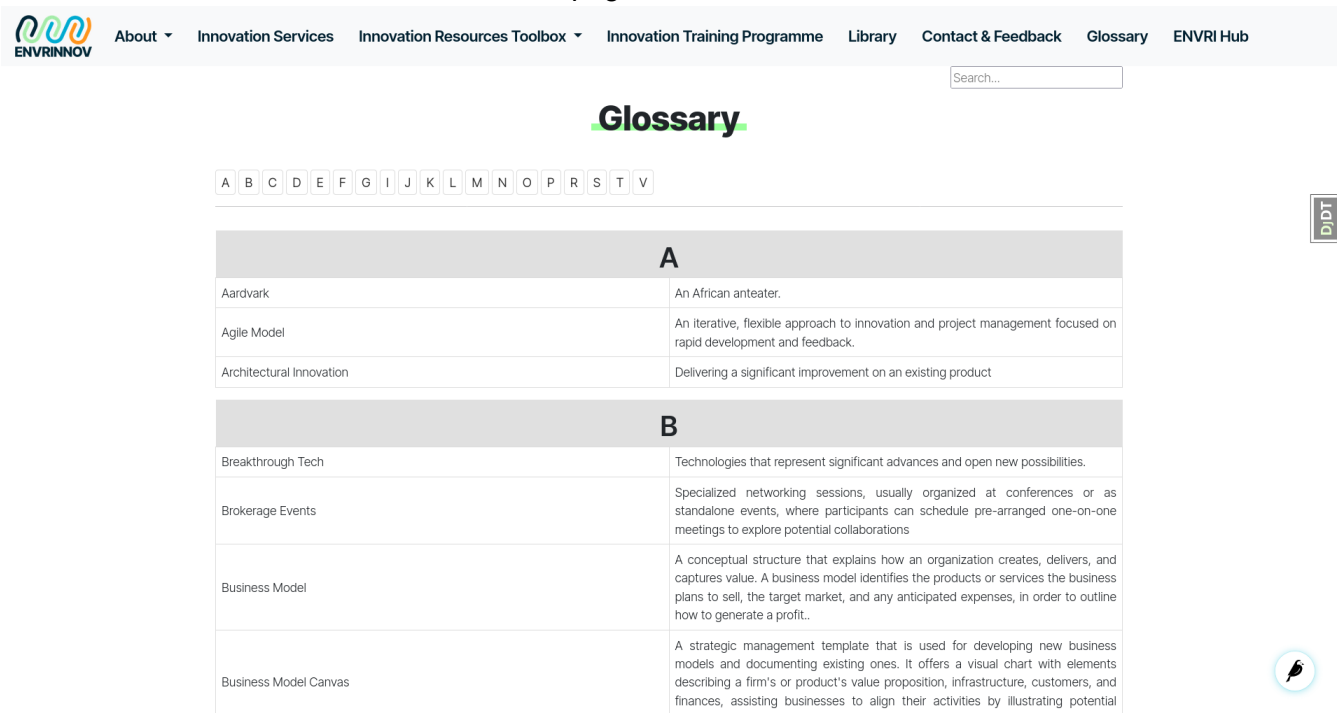 ENVRINNOV
About Innovation Services Innovation Resources Toolbox Innovation Training Programme Library Contact & Feedback Glossary ENVRI Hub
Search...
Glossary
A B C D E F G I J K L M N O P R S T V
DjDT
A
Aardvark
An African anteater.
Agile Model
An iterative, flexible approach to innovation and project management focused on
rapid development and feedback.
Architectural Innovation
Delivering a significant improvement on an existing product
B
Breakthrough Tech
Technologies that represent significant advances and open new possibilities.
Brokerage Events
Specialized networking sessions, usually organized at conferences or as
standalone events, where participants can schedule pre-arranged one-on-one
meetings to explore potential collaborations
Business Model
A conceptual structure that explains how an organization creates, delivers, and
captures value. A business model identifies the products or services the business
plans to sell, the target market, and any anticipated expenses, in order to outline
how to generate a profit..
Business Model Canvas
A strategic management template that is used for developing new business
models and documenting existing ones. It offers a visual chart with elements
describing a firm's or product's value proposition, infrastructure, customers, and
finances, assisting businesses to align their activities by illustrating potential